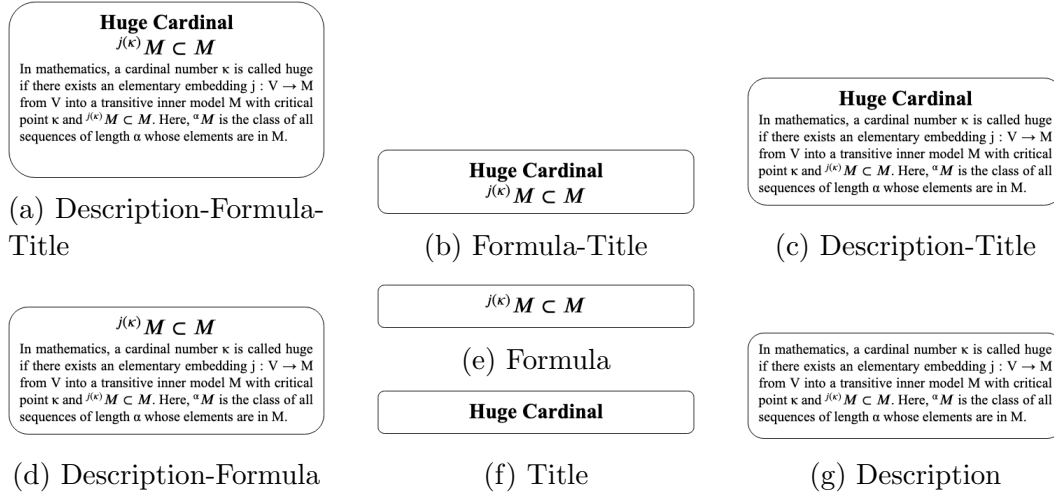 Huge Cardinal
j(κ)M ⊂ M
In mathematics, a cardinal number κ is called huge
if there exists an elementary embedding j : V → M
from V into a transitive inner model M with critical
point κ and j(κ)M ⊂ M. Here, αM is the class of all
sequences of length α whose elements are in M.
(a) Description-Formula-
Title
Huge Cardinal
j(κ)M ⊂ M
(b) Formula-Title
Huge Cardinal
In mathematics, a cardinal number κ is called huge
if there exists an elementary embedding j : V → M
from V into a transitive inner model M with critical
point κ and j(κ)M ⊂ M. Here, αM is the class of all
sequences of length α whose elements are in M.
(c) Description-Title
j(κ)M ⊂ M
In mathematics, a cardinal number κ is called huge
if there exists an elementary embedding j : V → M
from V into a transitive inner model M with critical
point κ and j(κ)M ⊂ M. Here, αM is the class of all
sequences of length α whose elements are in M.
(d) Description-Formula
j(κ)M ⊂ M
(e) Formula
Huge Cardinal
(f) Title
In mathematics, a cardinal number κ is called huge
if there exists an elementary embedding j : V → M
from V into a transitive inner model M with critical
point κ and j(κ)M ⊂ M. Here, αM is the class of all
sequences of length α whose elements are in M.
(g) Description